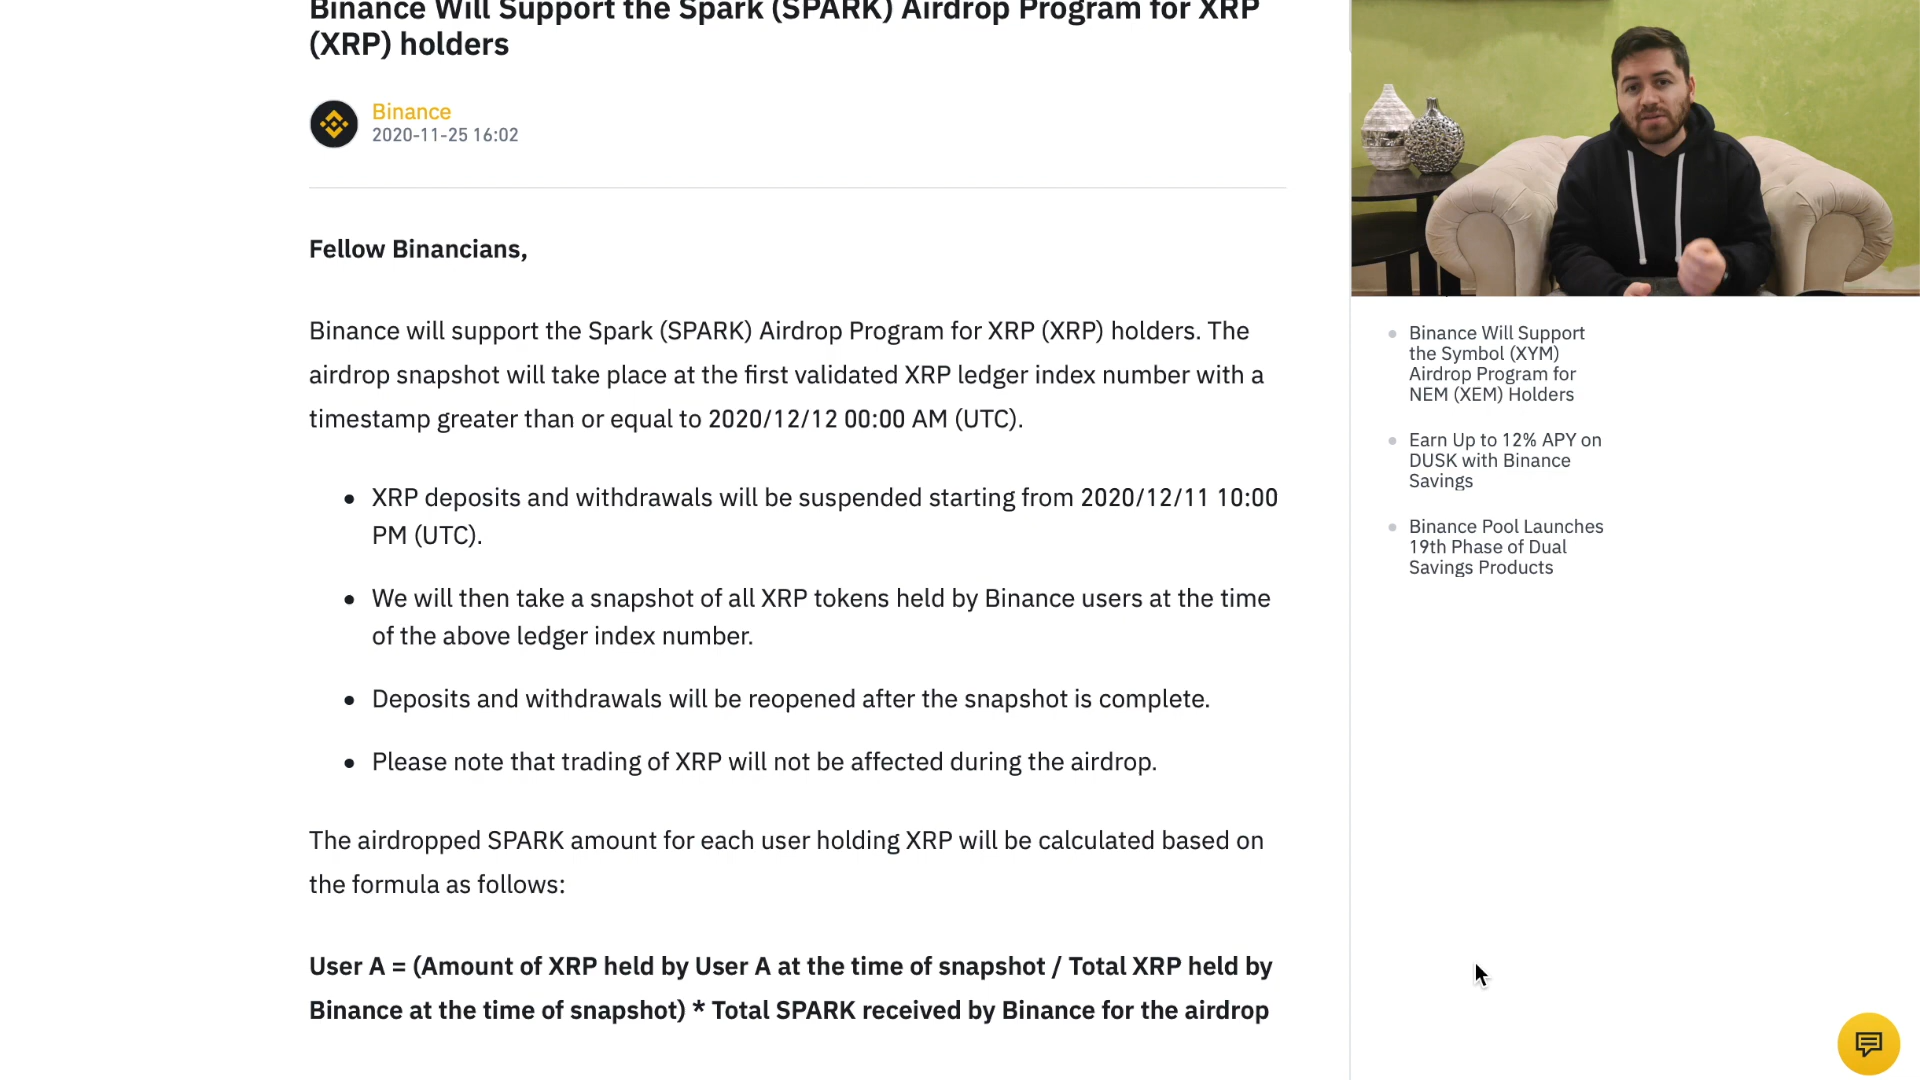 Binance Will Support the Spark (SPARK) Airdrop Program for XRP
(XRP) holders
Binance
2020-11-25 16:02
Fellow Binancians,
Binance will support the Spark (SPARK) Airdrop Program for XRP (XRP) holders. The
airdrop snapshot will take place at the first validated XRP ledger index number with a
timestamp greater than or equal to 2020/12/12 00:00 AM (UTC).
XRP deposits and withdrawals will be suspended starting from 2020/12/11 10:00
PM (UTC).
We will then take a snapshot of all XRP tokens held by Binance users at the time
of the above ledger index number.
Deposits and withdrawals will be reopened after the snapshot is complete.
Please note that trading of XRP will not be affected during the airdrop.
The airdropped SPARK amount for each user holding XRP will be calculated based on
the formula as follows:
User A = (Amount of XRP held by User A at the time of snapshot / Total XRP held by
Binance at the time of snapshot) * Total SPARK received by Binance for the airdrop
Binance Will Support
the Symbol (XYM)
Airdrop Program for
NEM (XEM) Holders
Earn Up to 12% APY on
DUSK with Binance
Savings
Binance Pool Launches
19th Phase of Dual
Savings Products